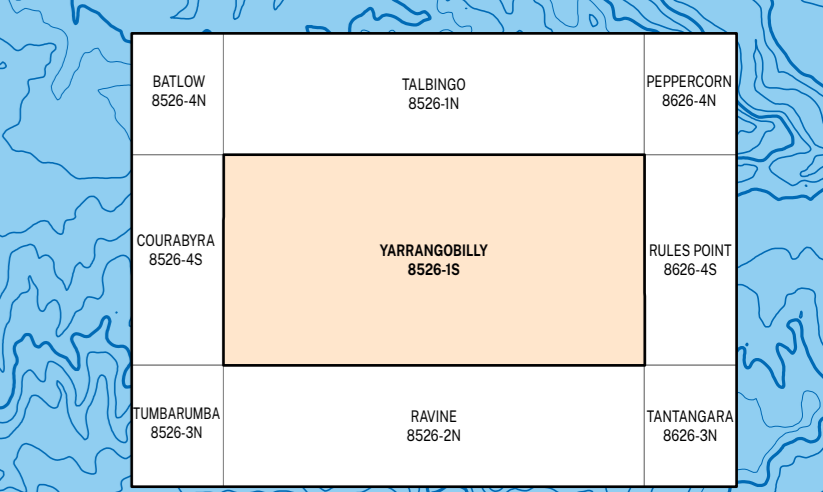 BATLOW
8526-4N
TALBINGO
8526-1N
PEPPERCORN
8626-4N
COURABYRA
8526-4S
YARRANGOBILLY
8526-1S
RULES POINT
8626-4S
TUMBARUMBA
8526-3N
RAVINE
8526-2N
TANTANGARA
8626-3N